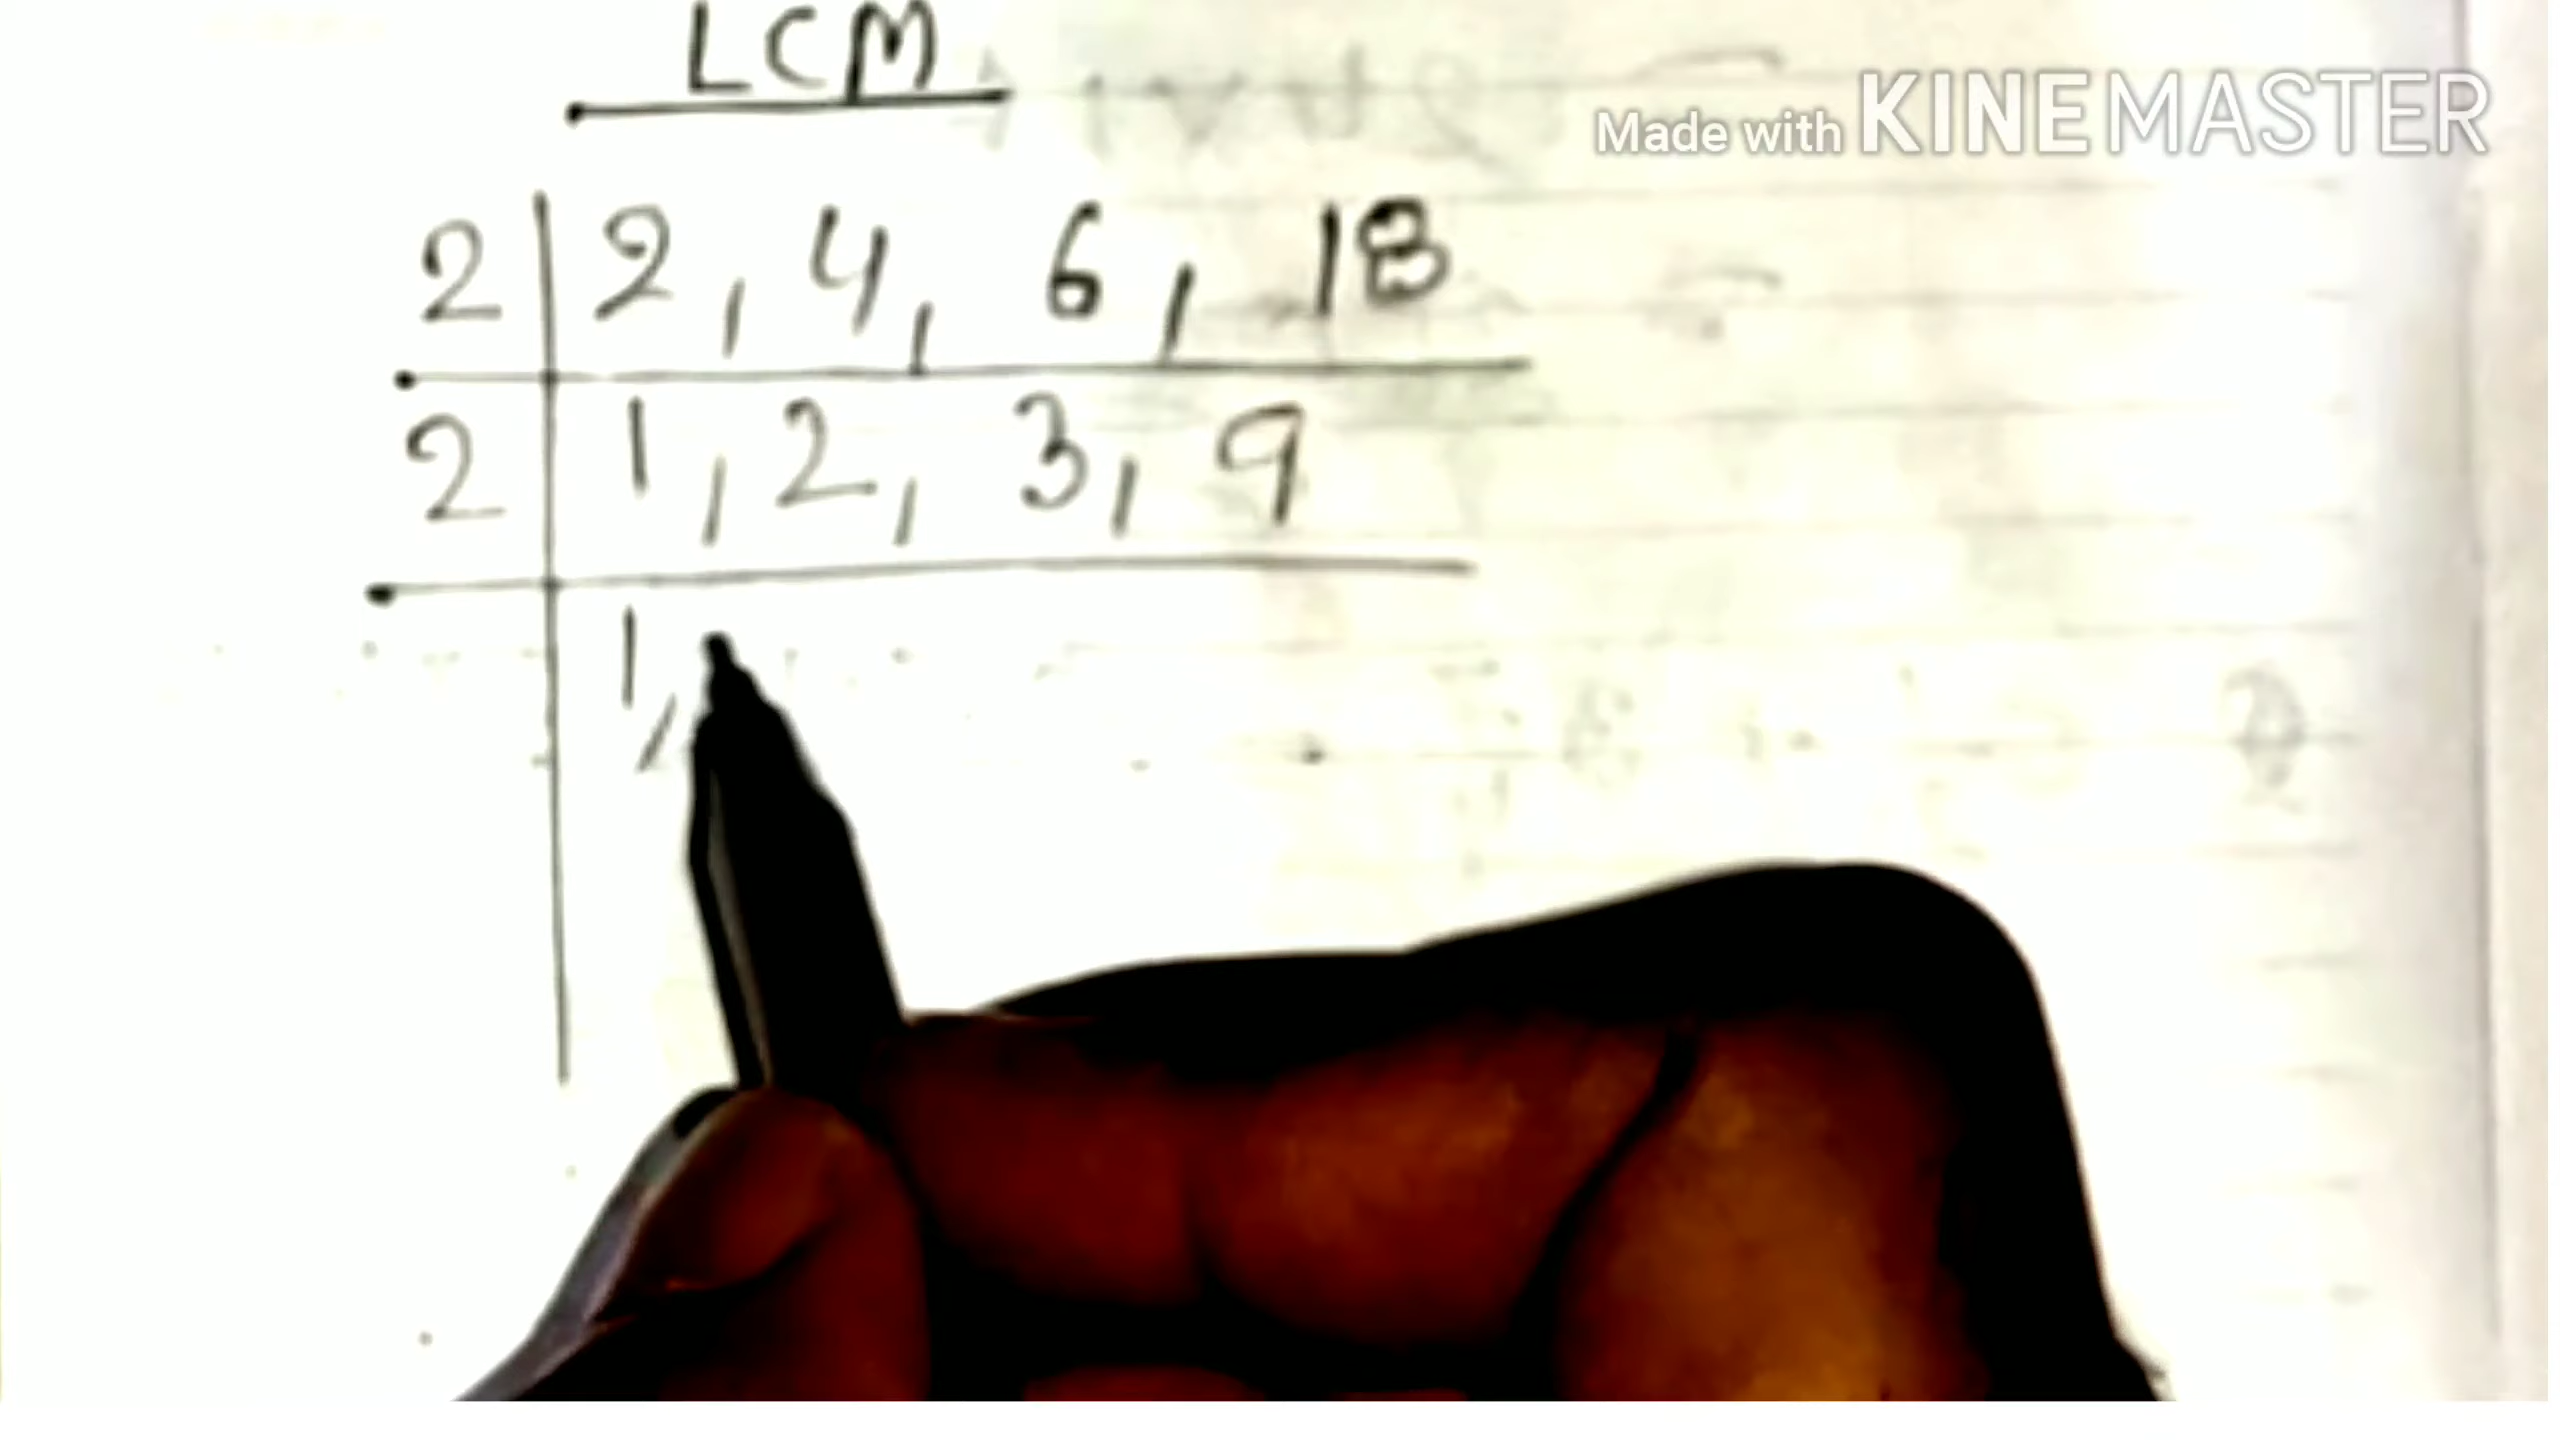 LCM
Made with KINEMASTER
2 2, 4, 6, 18
2 1, 2, 3, 9
1,